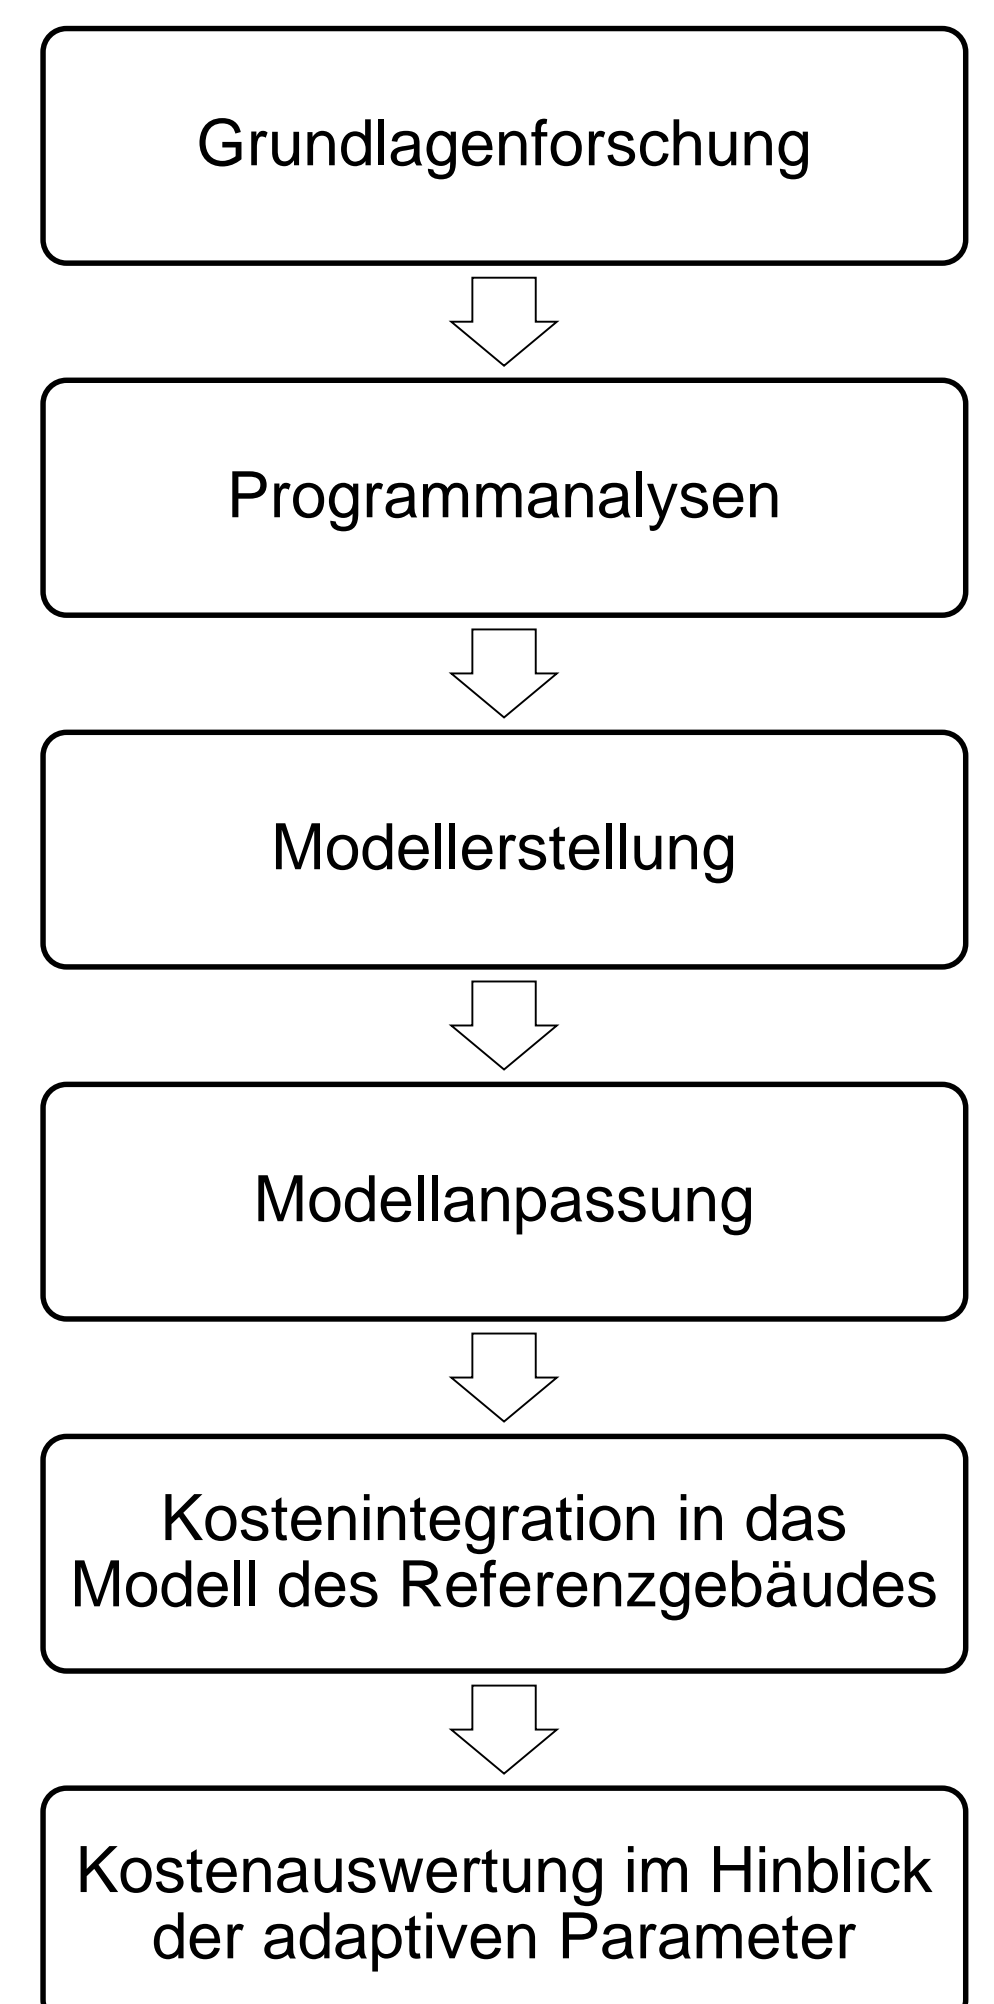 Grundlagenforschung
Programmanalysen
Modellerstellung
Modellanpassung
Kostenintegration in das
Modell des Referenzgebäudes
Kostenauswertung im Hinblick
der adaptiven Parameter